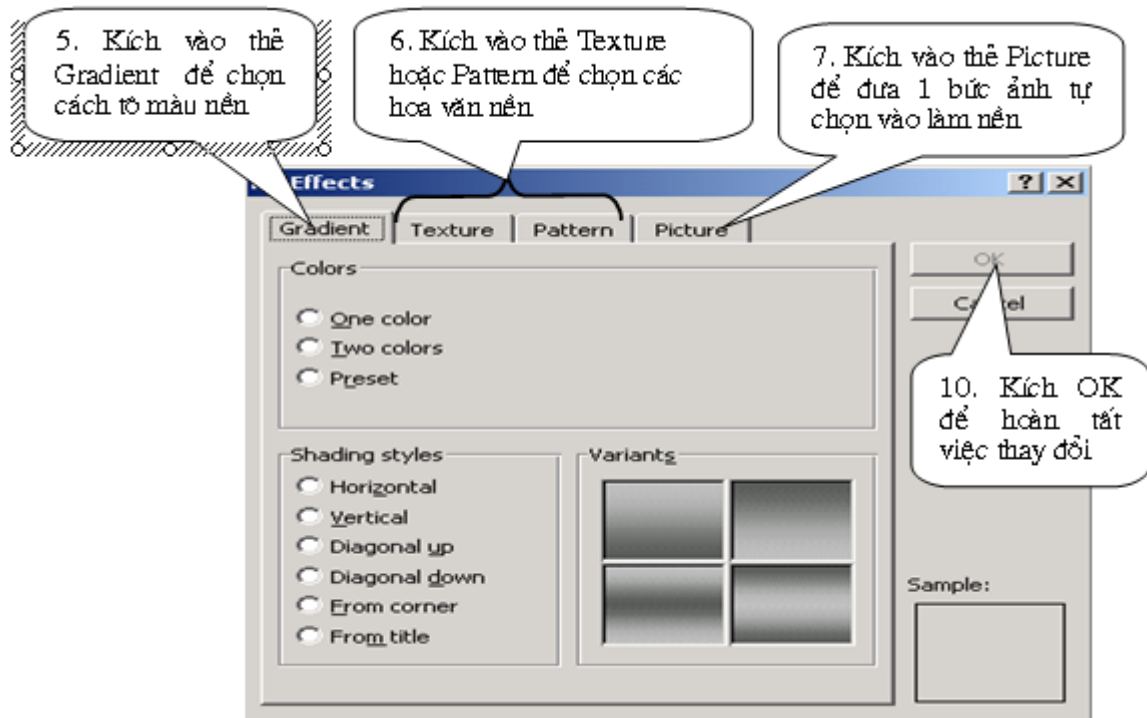 5. Kích vào thẻ
Gradient để chọn
cách tô màu nền
6. Kích vào thẻ Texture
hoặc Pattern để chọn các
hoa văn nền
7. Kích vào thẻ Picture
để đưa 1 bức ảnh tự
chọn vào làm nền
Effects
Gradient Texture Pattern Picture
Colors
One color
Two colors
Preset
OK
10. Kích OK
để hoàn tất
việc thay đổi
Shading styles
Horizontal
Vertical
Diagonal up
Diagonal down
From corner
From title
Variants
Sample: